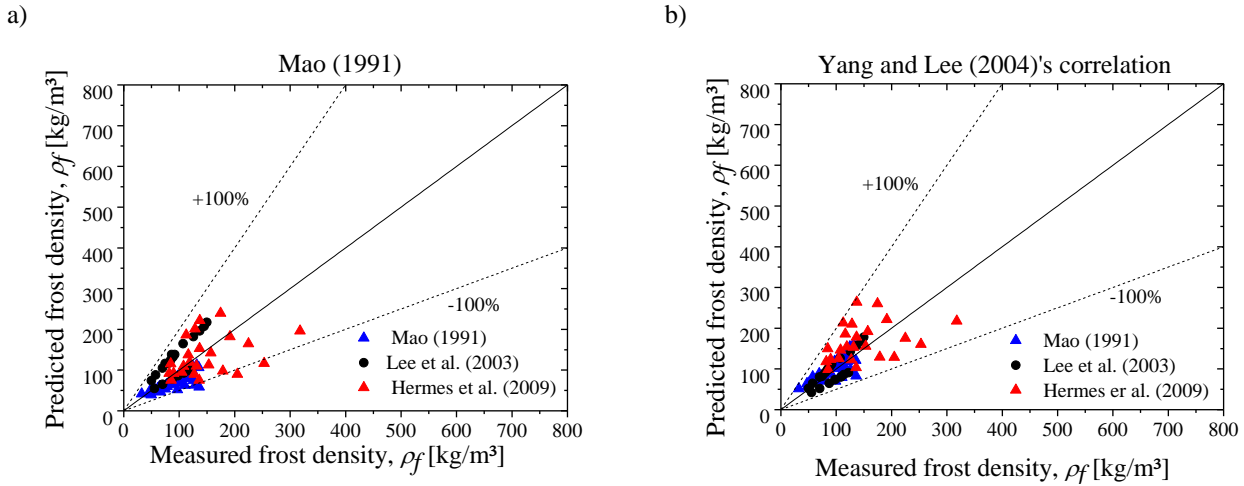 a)
b)
Mao (1991)
Predicted frost density, ρf [kg/m³]
800
700
600
500
400
300
200
100
0
+100%
-100%
Mao (1991)
Lee et al. (2003)
Hermes et al. (2009)
0 100 200 300 400 500 600 700 800
Measured frost density, ρf [kg/m³]
Yang and Lee (2004)'s correlation
Predicted frost density, ρf [kg/m³]
800
700
600
500
400
300
200
100
0
+100%
-100%
Mao (1991)
Lee et al. (2003)
Hermes er al. (2009)
0 100 200 300 400 500 600 700 800
Measured frost density, ρf [kg/m³]